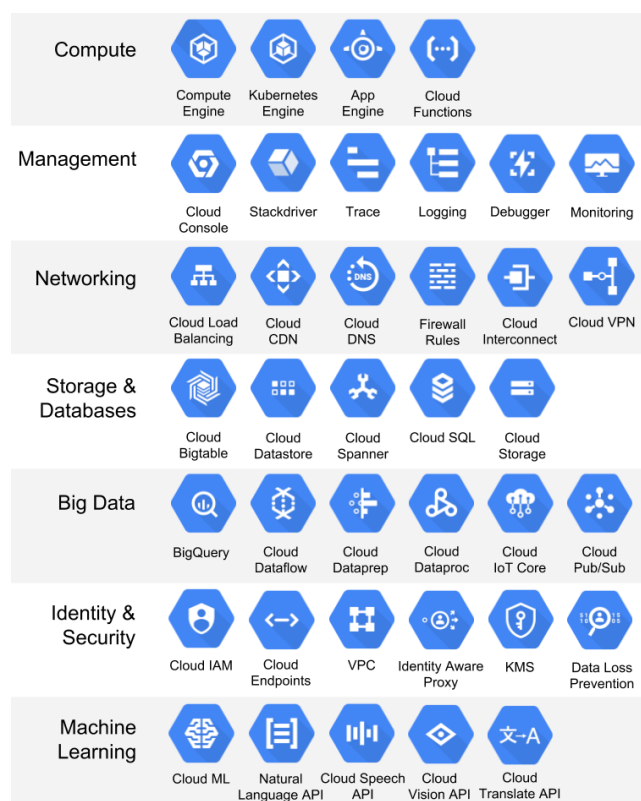 Compute
Compute
Engine
Kubernetes
Engine
App
Engine
Cloud
Functions
Management
Cloud
Console
Stackdriver
Trace
Logging
Debugger
Monitoring
Networking
DNS
Cloud Load
Balancing
Cloud
CDN
Cloud
DNS
Firewall
Rules
Cloud
Interconnect
Cloud VPN
Storage &
Databases
Cloud
Bigtable
Cloud
Datastore
Cloud
Spanner
Cloud SQL
Cloud
Storage
Big Data
BigQuery
Cloud
Dataflow
Cloud
Dataprep
Cloud
Dataproc
Cloud
IoT Core
Cloud
Pub/Sub
Identity &
Security
Cloud IAM
Cloud
Endpoints
VPC
Identity Aware
Proxy
KMS
Data Loss
Prevention
Machine
Learning
文→A
Cloud ML
Natural
Language API
Cloud Speech
API
Cloud
Vision API
Cloud
Translate API